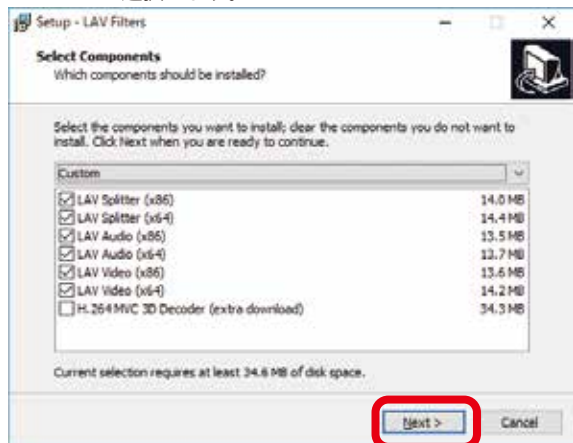 Setup - LAV Filters
Select Components
Which components should be installed?
Select the components you want to install; clear the components you do not want to
install. Click Next when you are ready to continue.
Custom
LAV Splitter (x86) 14.0 MB
LAV Splitter (x64) 14.4 MB
LAV Audio (x86) 13.5 MB
LAV Audio (x64) 13.7 MB
LAV Video (x86) 13.6 MB
LAV Video (x64) 14.2 MB
H.264 MVC 3D Decoder (extra download) 34.3 MB
Current selection requires at least 34.6 MB of disk space.
Next > Cancel